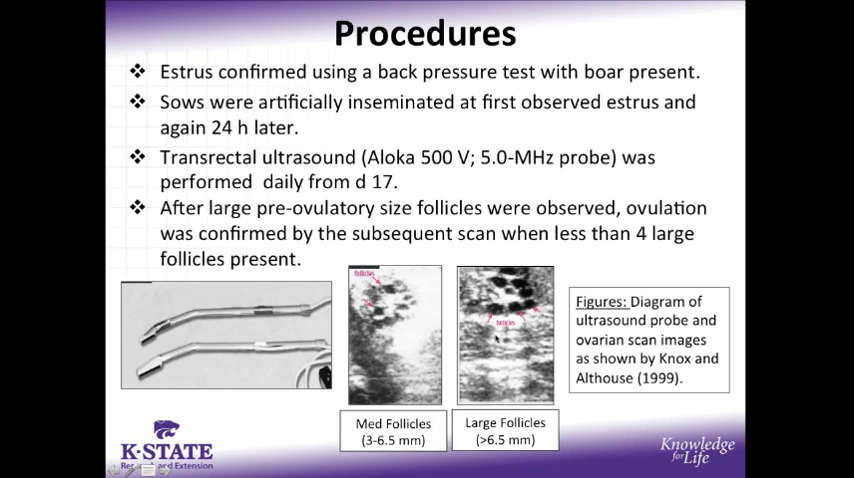 Procedures
❖ Estrus confirmed using a back pressure test with boar present.
❖ Sows were artificially inseminated at first observed estrus and
again 24 h later.
❖ Transrectal ultrasound (Aloka 500 V; 5.0-MHz probe) was
performed daily from d 17.
❖ After large pre-ovulatory size follicles were observed, ovulation
was confirmed by the subsequent scan when less than 4 large
follicles present.
follicles
follicles
Figures: Diagram of
ultrasound probe and
ovarian scan images
as shown by Knox and
Althouse (1999).
Med Follicles
(3-6.5 mm)
Large Follicles
(>6.5 mm)
K-STATE
Research and Extension
Knowledge
for Life